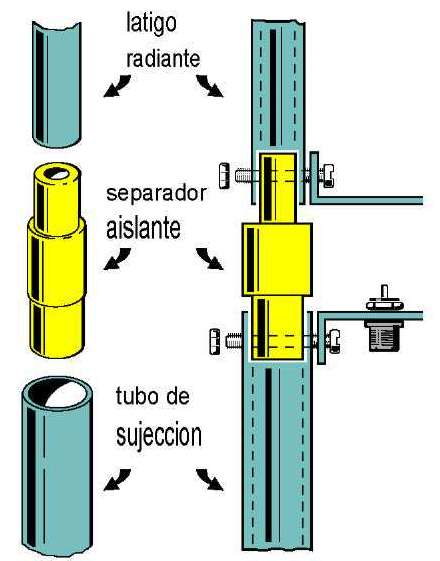 latigo
radiante
separador
aislante
tubo de
sujeccion